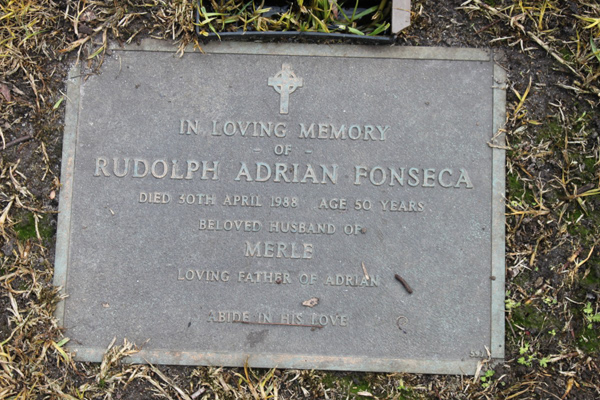 IN LOVING MEMORY
- OF -
RUDOLPH ADRIAN FONSECA
DIED 30TH APRIL 1988 AGE 50 YEARS
BELOVED HUSBAND OF
MERLE
LOVING FATHER OF ADRIAN
ABIDE IN HIS LOVE